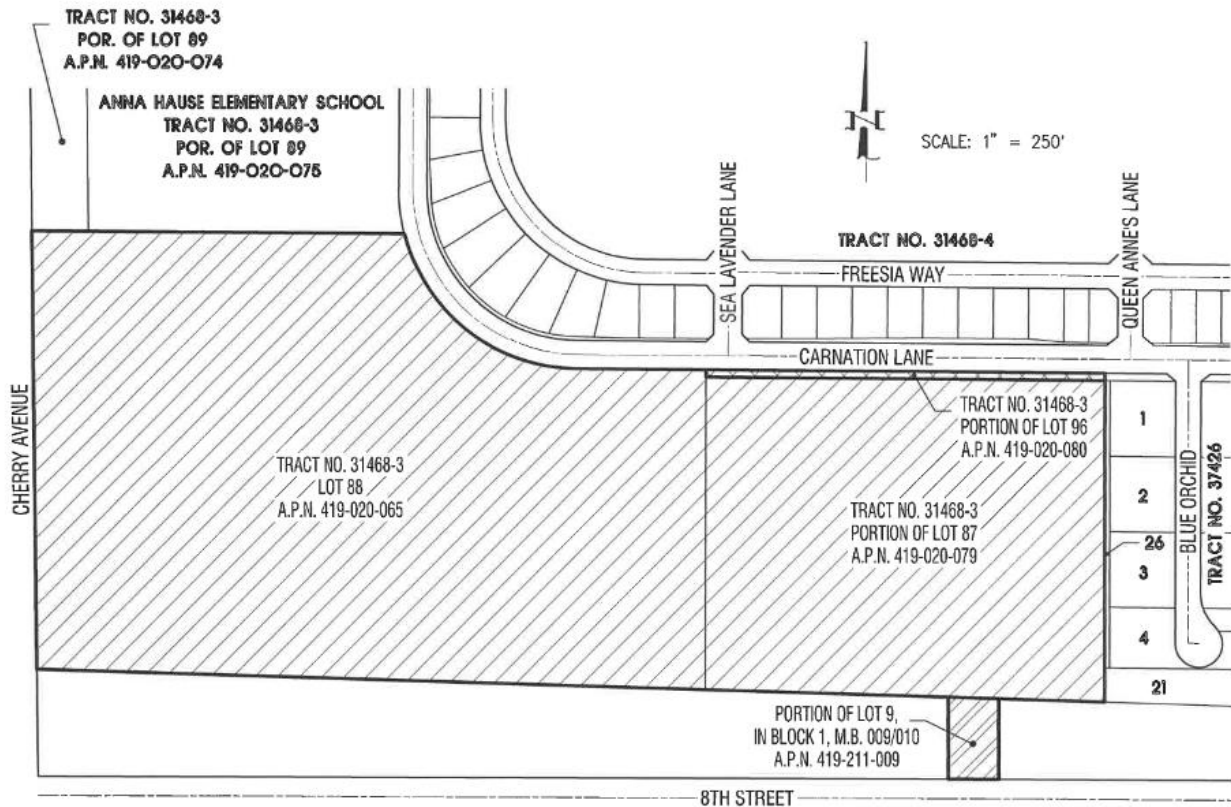 TRACT NO. 31468-3
POR. OF LOT 89
A.P.N. 419-020-074
ANNA HAUSE ELEMENTARY SCHOOL
TRACT NO. 31468-3
POR. OF LOT 89
A.P.N. 419-020-075
N
SCALE: 1" = 250'
SEA LAVENDER LANE
QUEEN ANNE'S LANE
TRACT NO. 31468-4
FREESIA WAY
CARNATION LANE
CHERRY AVENUE
TRACT NO. 31468-3
LOT 88
A.P.N. 419-020-065
TRACT NO. 31468-3
PORTION OF LOT 96
A.P.N. 419-020-080
TRACT NO. 31468-3
PORTION OF LOT 87
A.P.N. 419-020-079
1
2
26
3
4
21
BLUE ORCHID
TRACT NO. 37426
PORTION OF LOT 9,
IN BLOCK 1, M.B. 009/010
A.P.N. 419-211-009
8TH STREET